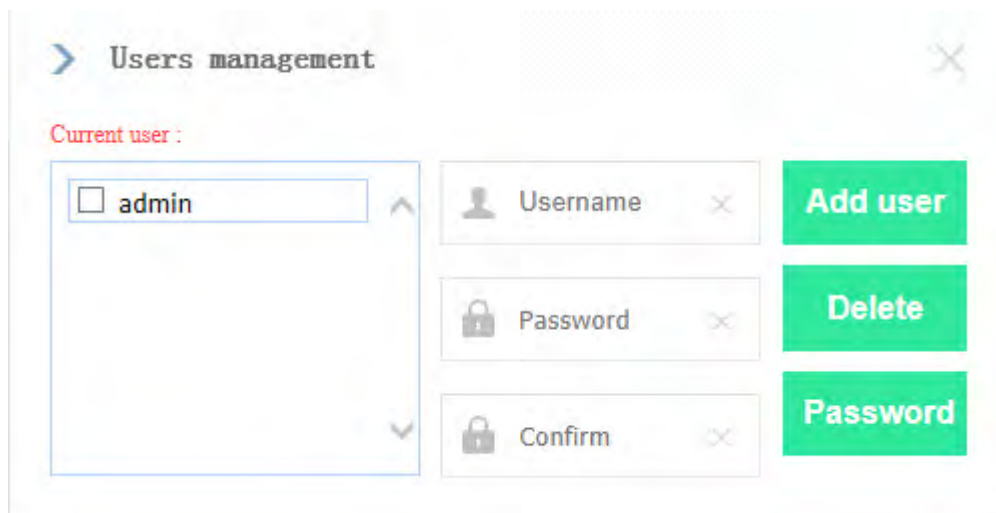 Users management
Current user :
admin
Username
Add user
Password
Delete
Confirm
Password